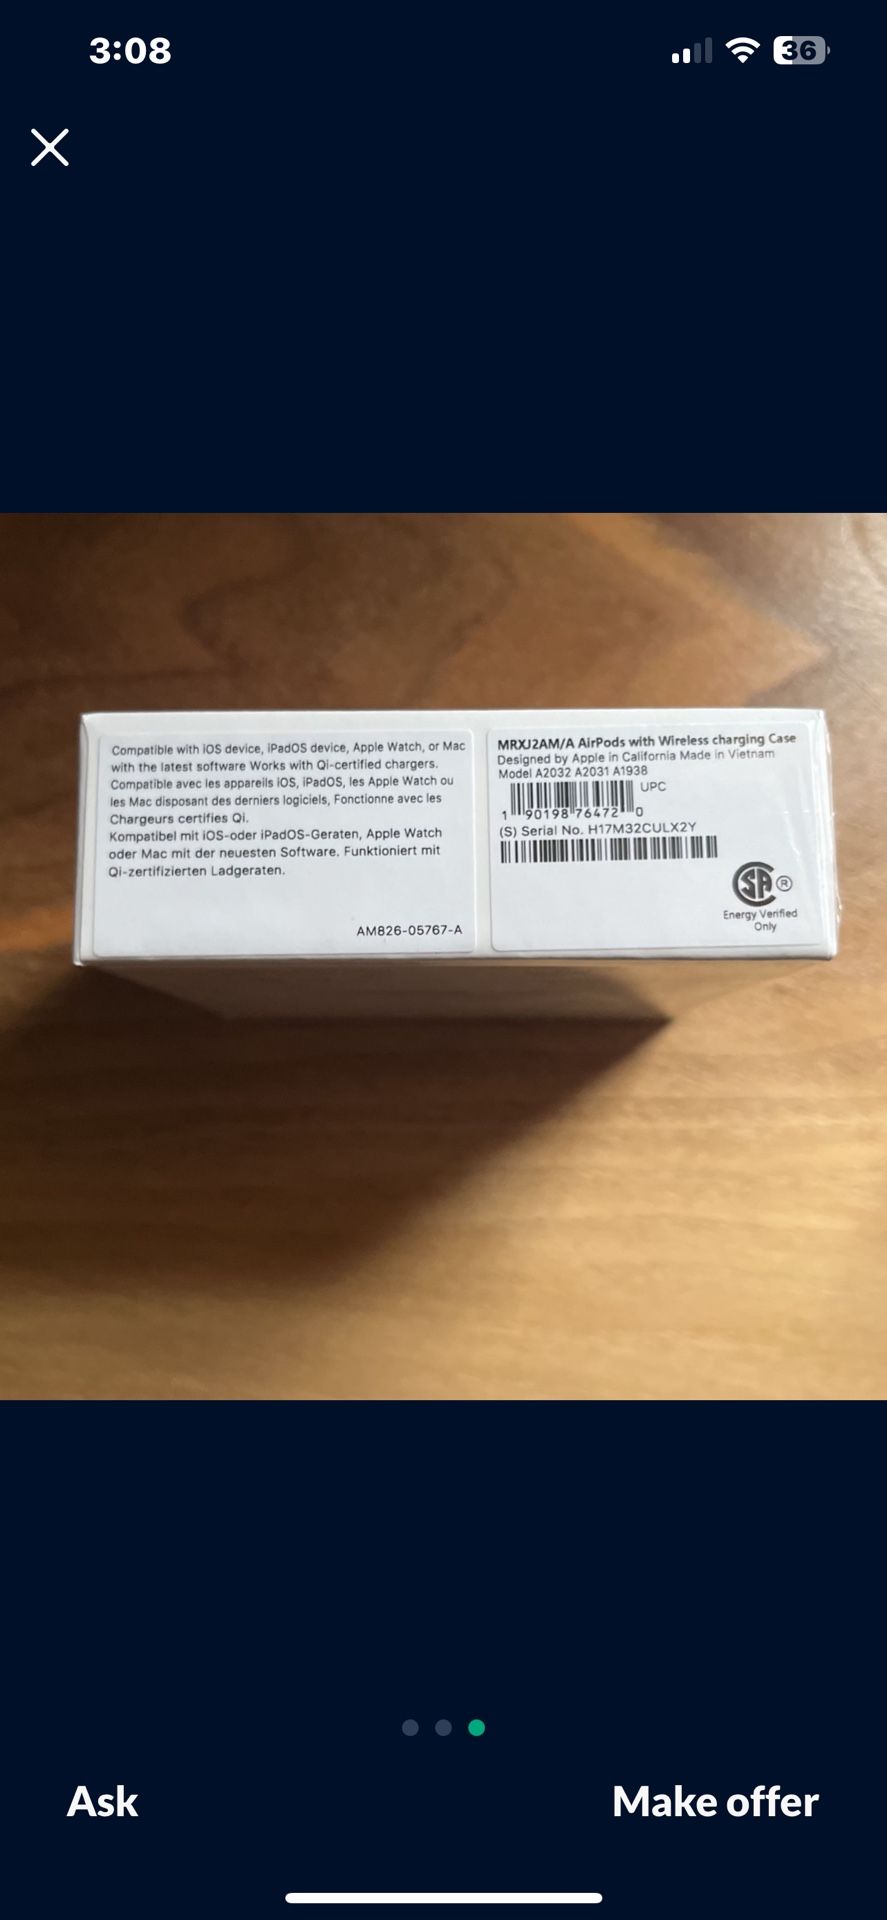 3:08
36
Compatible with iOS device, iPadOS device, Apple Watch, or Mac
with the latest software Works with Qi-certified chargers.
Compatible avec les appareils iOS, iPadOS, les Apple Watch ou
les Mac disposant des derniers logiciels, Fonctionne avec les
Chargeurs certifies Qi.
Kompatibel mit iOS-oder iPadOS-Geraten, Apple Watch
oder Mac mit der neuesten Software. Funktioniert mit
Qi-zertifizierten Ladgeraten.
AM826-05767-A
MRXJ2AM/A AirPods with Wireless charging Case
Designed by Apple in California Made in Vietnam
Model A2032 A2031 A1938
UPC
1 90198 76472 0
(S) Serial No. H17M32CULX2Y
SA ®
Energy Verified
Only
Ask
Make offer